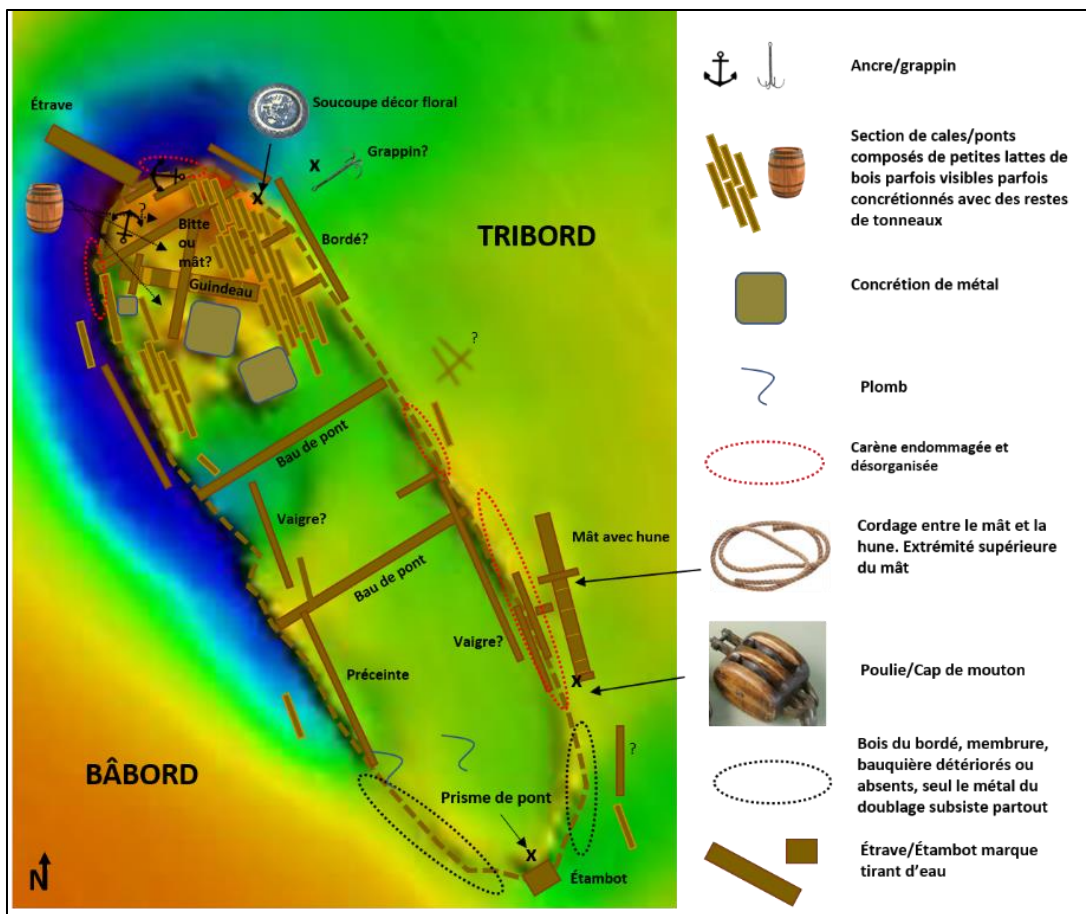 Étrave
Soucoupe décor floral
Grappin?
X
X
?
Bitte
ou
mât?
Bordé?
TRIBORD
Guindeau
?
Bau de pont
Vaigre?
Mât avec hune
Bau de pont
Vaigre?
Préceinte
X
?
BÂBORD
Prisme de pont
X
N
Étambot
Ancre/grappin
Section de cales/ponts
composés de petites lattes de
bois parfois visibles parfois
concrétionnés avec des restes
de tonneaux
Concrétion de métal
Plomb
Carène endommagée et
désorganisée
Cordage entre le mât et la
hune. Extrémité supérieure
du mât
Poulie/Cap de mouton
Bois du bordé, membrure,
bauquière détériorés ou
absents, seul le métal du
doublage subsiste partout
Étrave/Étambot marque
tirant d’eau